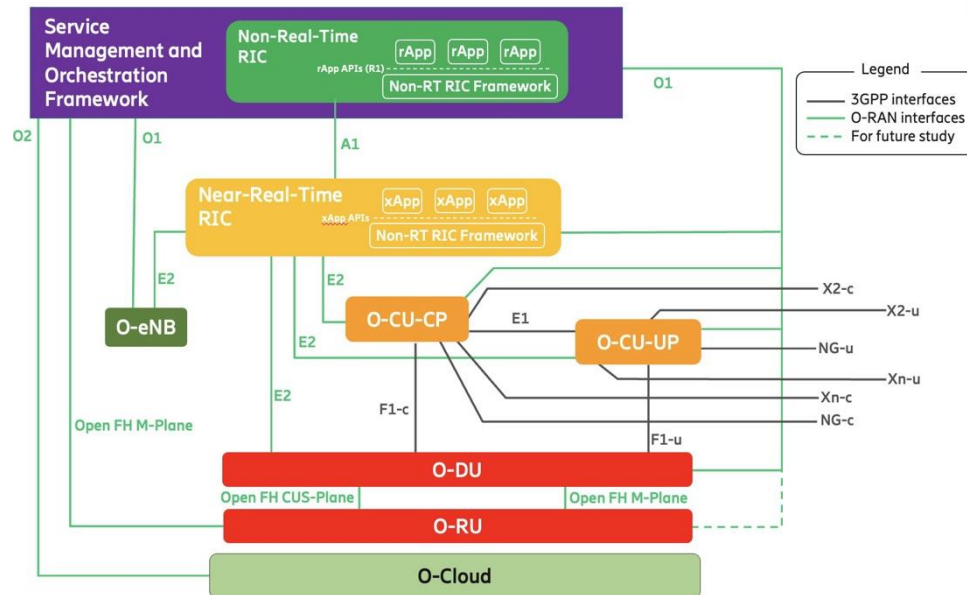 Service
Management and
Orchestration
Framework
Non-Real-Time
RIC
rApp
rApp
rApp
rApp APIs (R1)
Non-RT RIC Framework
O1
Legend
3GPP interfaces
O-RAN interfaces
For future study
O2
O1
A1
Near-Real-Time
RIC
xApp
xApp
xApp
xApp APIs
Non-RT RIC Framework
E2
E2
X2-c
O-CU-CP
E1
X2-u
O-eNB
O-CU-UP
E2
NG-u
Xn-u
E2
Xn-c
F1-c
NG-c
Open FH M-Plane
F1-u
O-DU
Open FH CUS-Plane
Open FH M-Plane
O-RU
O-Cloud